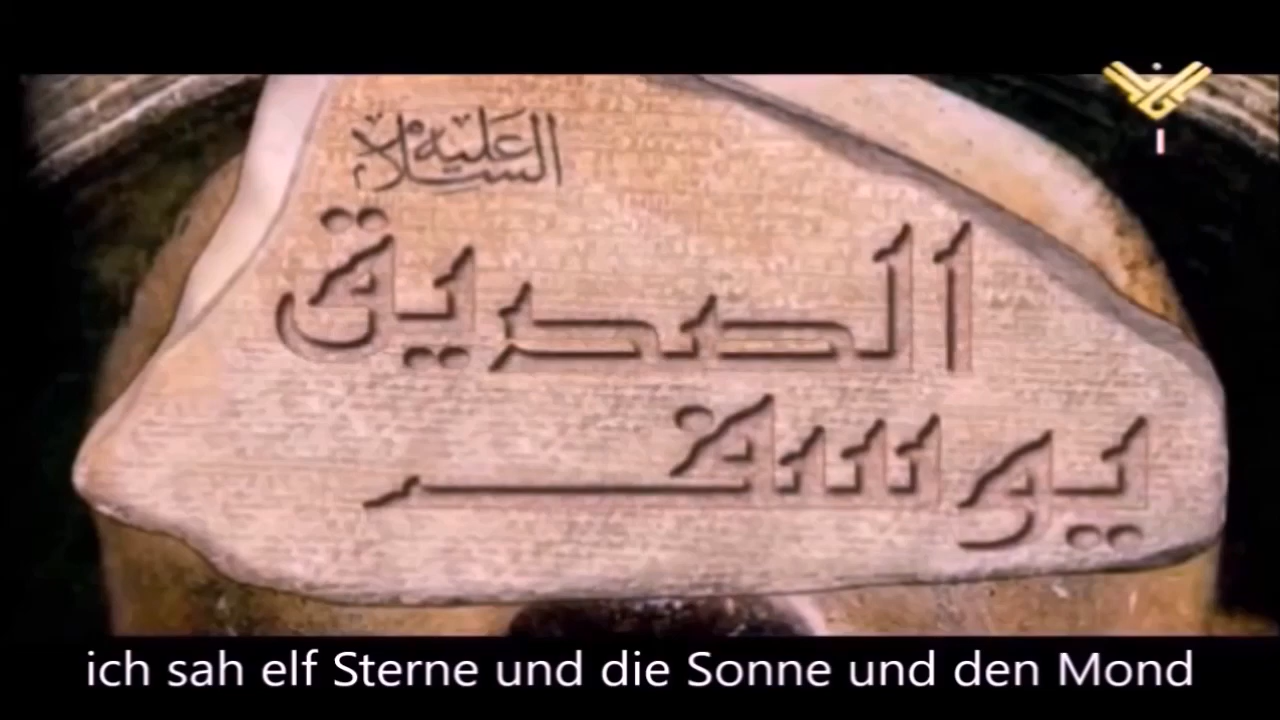 عليه السلام
الصديق
يوسف
ich sah elf Sterne und die Sonne und den Mond